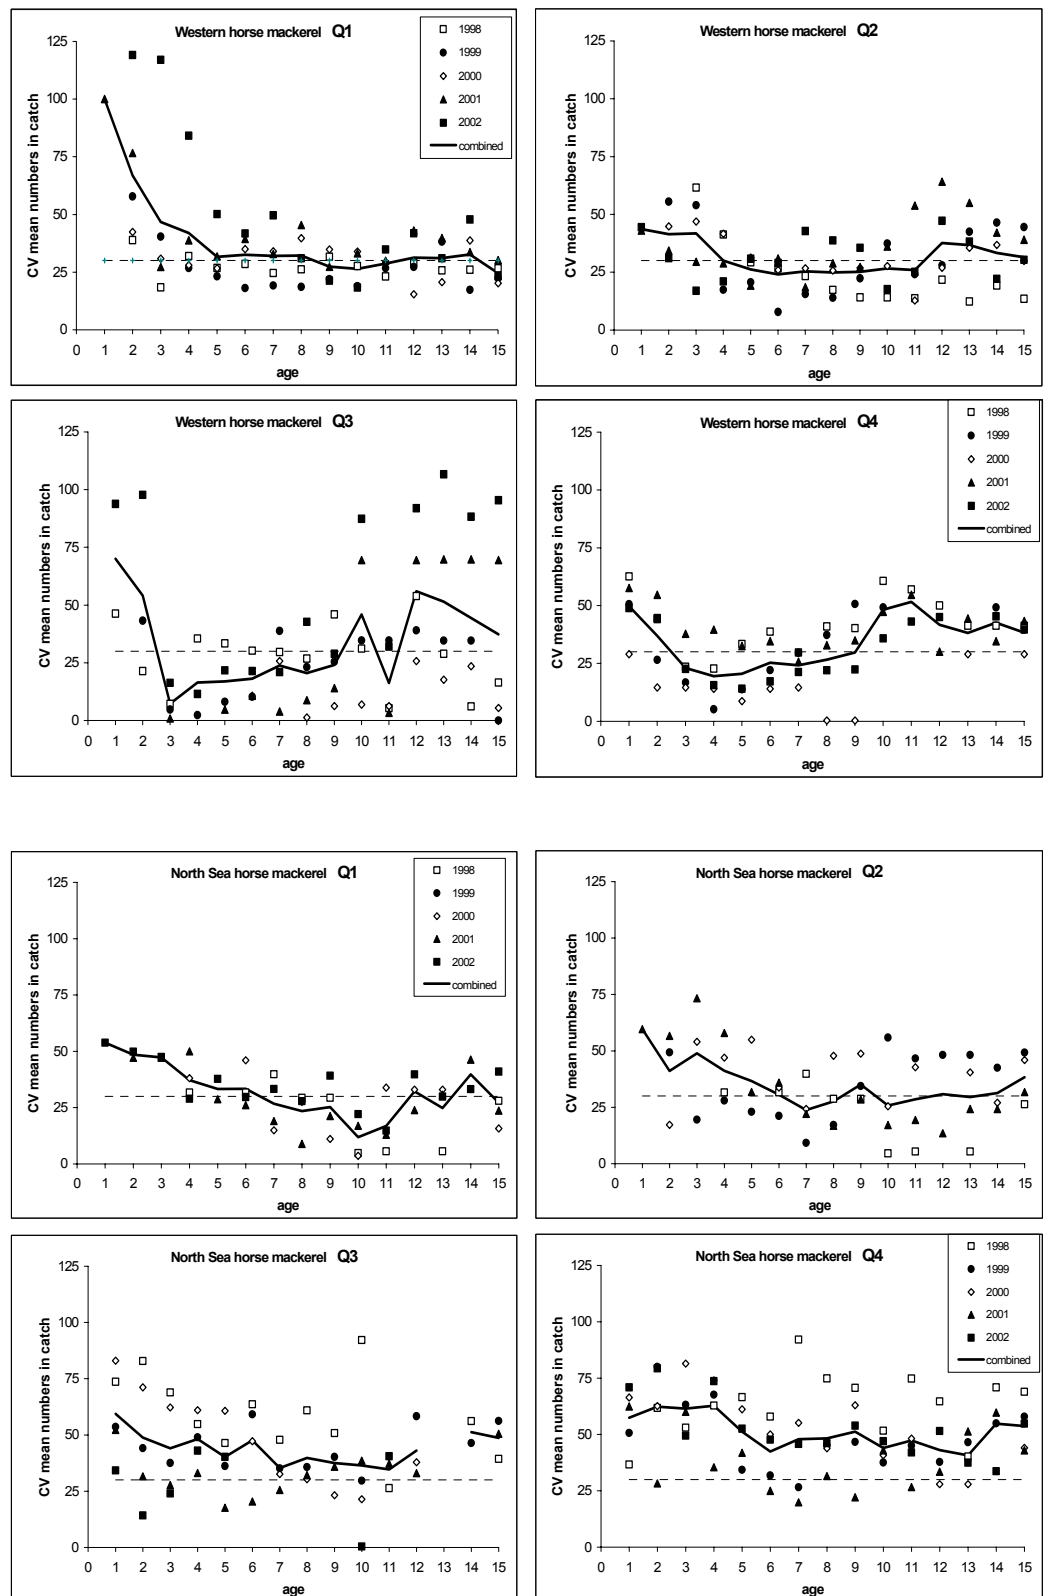 Western horse mackerel Q1
1998
1999
2000
2001
2002
combined
CV mean numbers in catch
125
100
75
50
25
0
0 1 2 3 4 5 6 7 8 9 10 11 12 13 14 15
age
Western horse mackerel Q2
CV mean numbers in catch
125
100
75
50
25
0
0 1 2 3 4 5 6 7 8 9 10 11 12 13 14 15
age
Western horse mackerel Q3
CV mean numbers in catch
125
100
75
50
25
0
0 1 2 3 4 5 6 7 8 9 10 11 12 13 14 15
age
Western horse mackerel Q4
1998
1999
2000
2001
2002
combined
CV mean numbers in catch
125
100
75
50
25
0
0 1 2 3 4 5 6 7 8 9 10 11 12 13 14 15
age
North Sea horse mackerel Q1
1998
1999
2000
2001
2002
combined
CV mean numbers in catch
125
100
75
50
25
0
0 1 2 3 4 5 6 7 8 9 10 11 12 13 14 15
age
North Sea horse mackerel Q2
CV mean numbers in catch
125
100
75
50
25
0
0 1 2 3 4 5 6 7 8 9 10 11 12 13 14 15
age
North Sea horse mackerel Q3
CV mean numbers in catch
125
100
75
50
25
0
0 1 2 3 4 5 6 7 8 9 10 11 12 13 14 15
age
North Sea horse mackerel Q4
1998
1999
2000
2001
2002
combined
CV mean numbers in catch
125
100
75
50
25
0
0 1 2 3 4 5 6 7 8 9 10 11 12 13 14 15
age